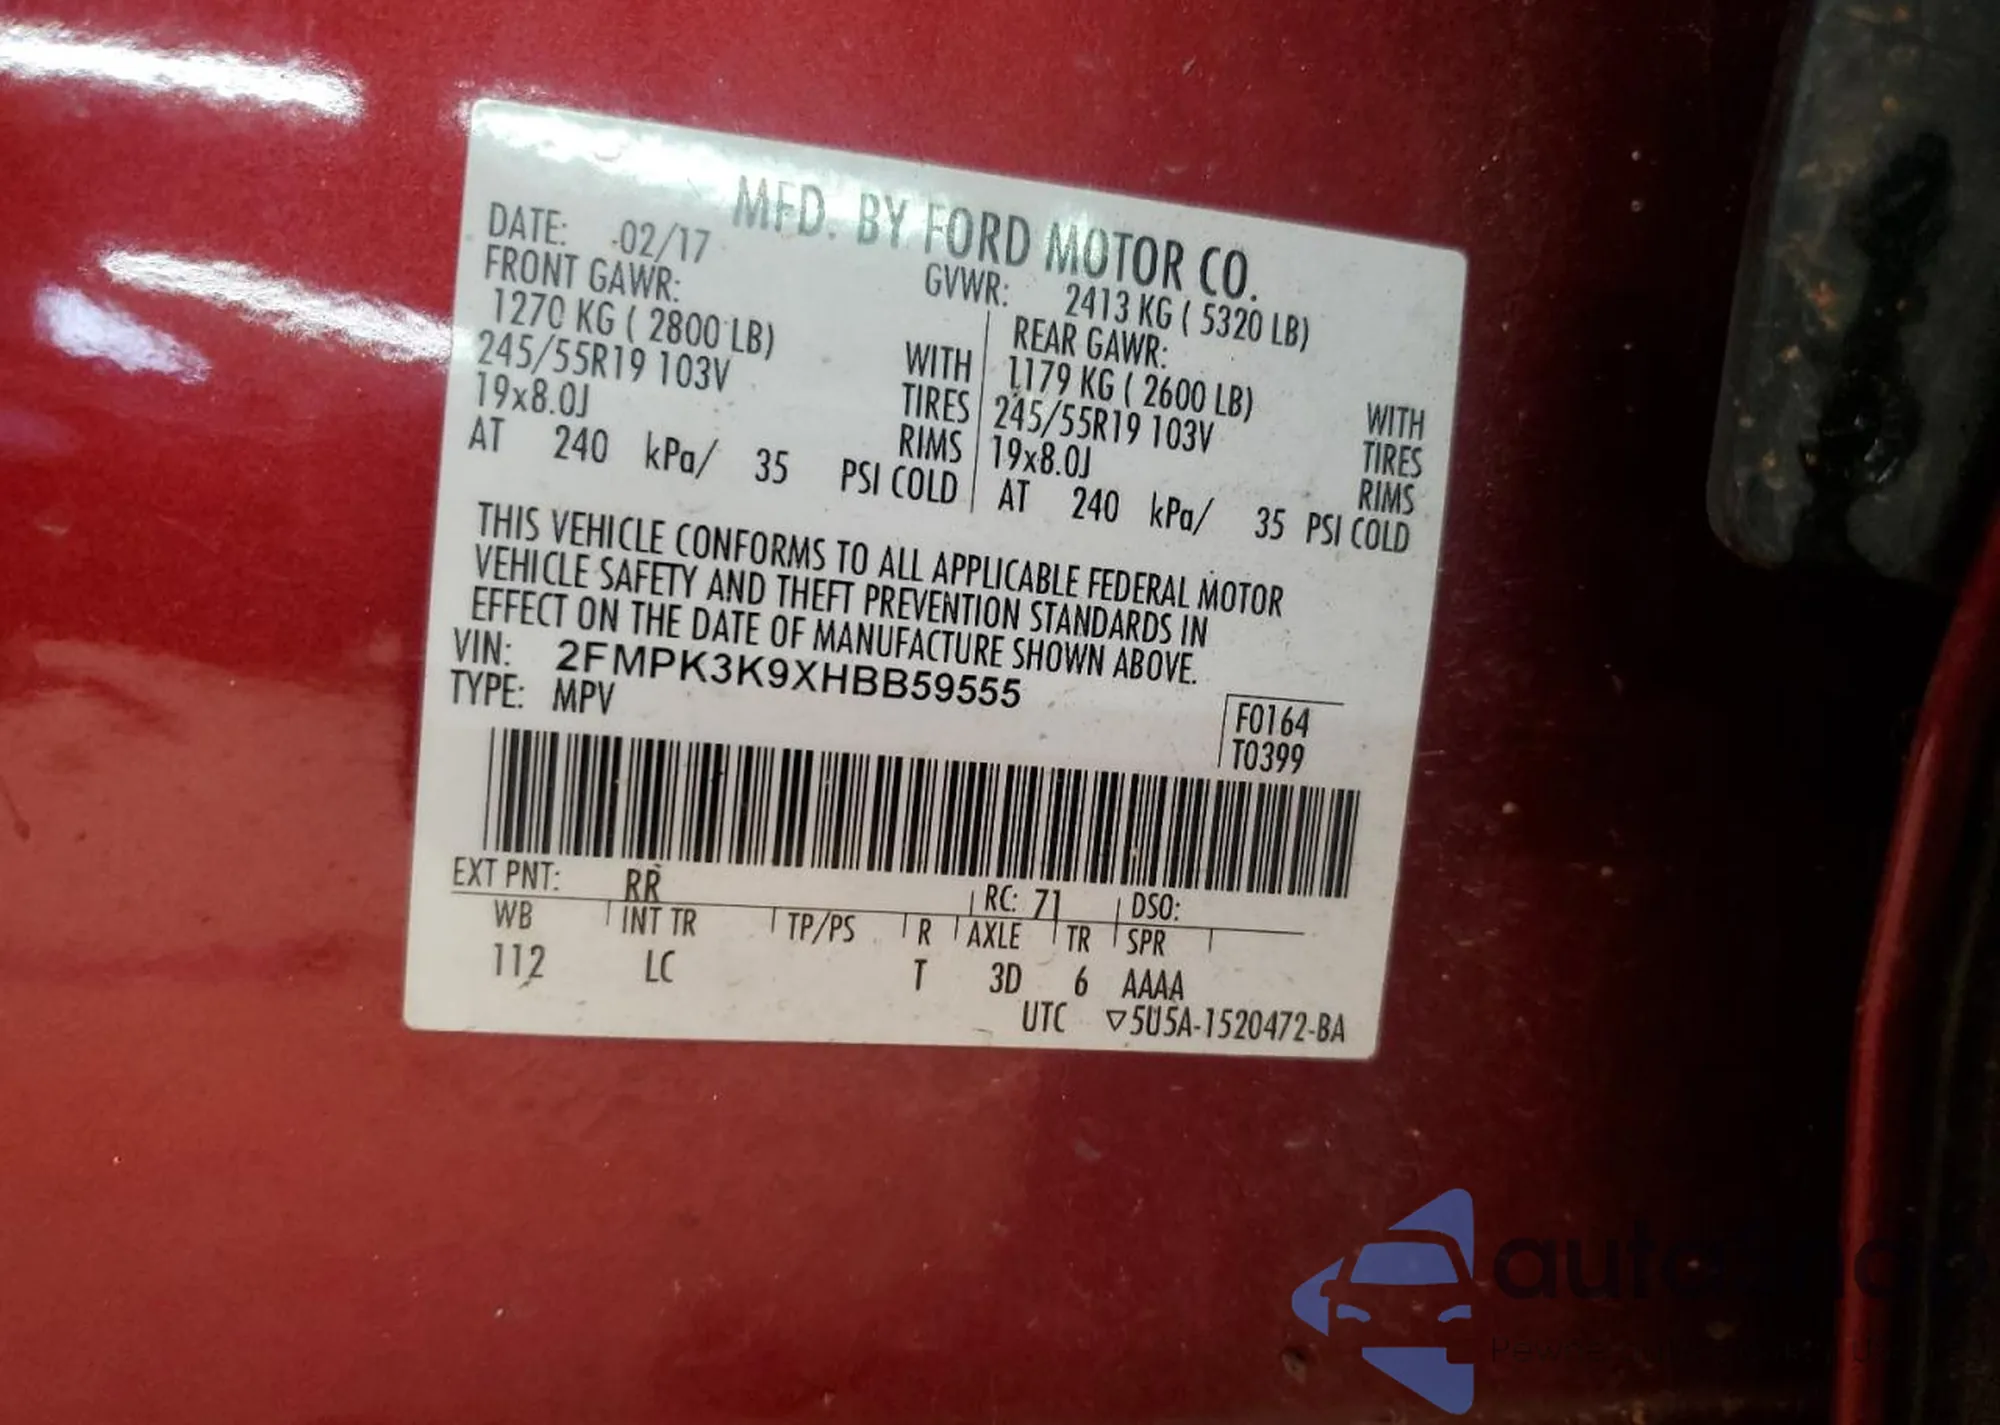 MFD. BY FORD MOTOR CO.
DATE: 02/17
GVWR: 2413 KG ( 5320 LB)
FRONT GAWR:
1270 KG ( 2800 LB) WITH
245/55R19 103V TIRES
19x8.0J RIMS
AT 240 kPa/ 35 PSI COLD
REAR GAWR:
1179 KG ( 2600 LB) WITH
245/55R19 103V TIRES
19x8.0J RIMS
AT 240 kPa/ 35 PSI COLD
THIS VEHICLE CONFORMS TO ALL APPLICABLE FEDERAL MOTOR
VEHICLE SAFETY AND THEFT PREVENTION STANDARDS IN
EFFECT ON THE DATE OF MANUFACTURE SHOWN ABOVE.
VIN: 2FMPK3K9XHBB59555
TYPE: MPV
F0164
T0399
EXT PNT: RR RC: 71 DSO:
WB INT TR TP/PS R AXLE TR SPR
112 LC T 3D 6 AAAA
UTC ▽5U5A-1520472-BA